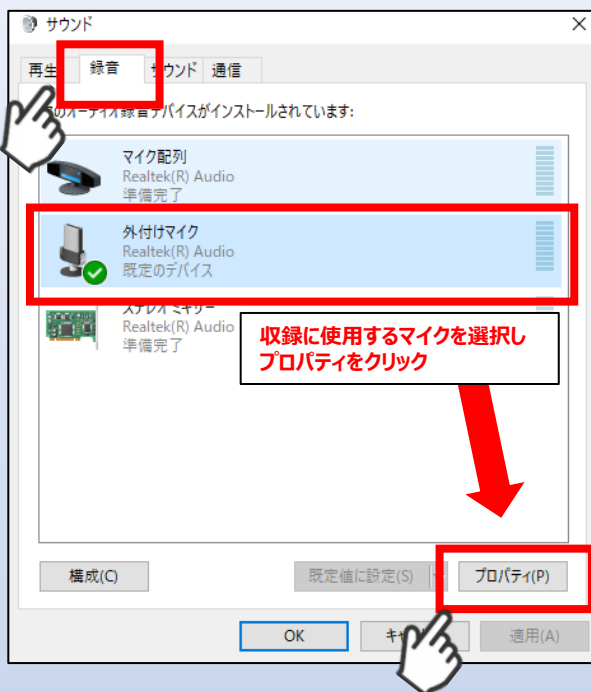 サウンド
再生 録音 サウンド 通信
のオーディオ録音デバイスがインストールされています:
マイク配列
Realtek(R) Audio
準備完了
外付けマイク
Realtek(R) Audio
既定のデバイス
ステレオ ミキサー
Realtek(R) Audio
準備完了
収録に使用するマイクを選択し
プロパティをクリック
構成(C) 既定値に設定(S) プロパティ(P)
OK キャ 適用(A)